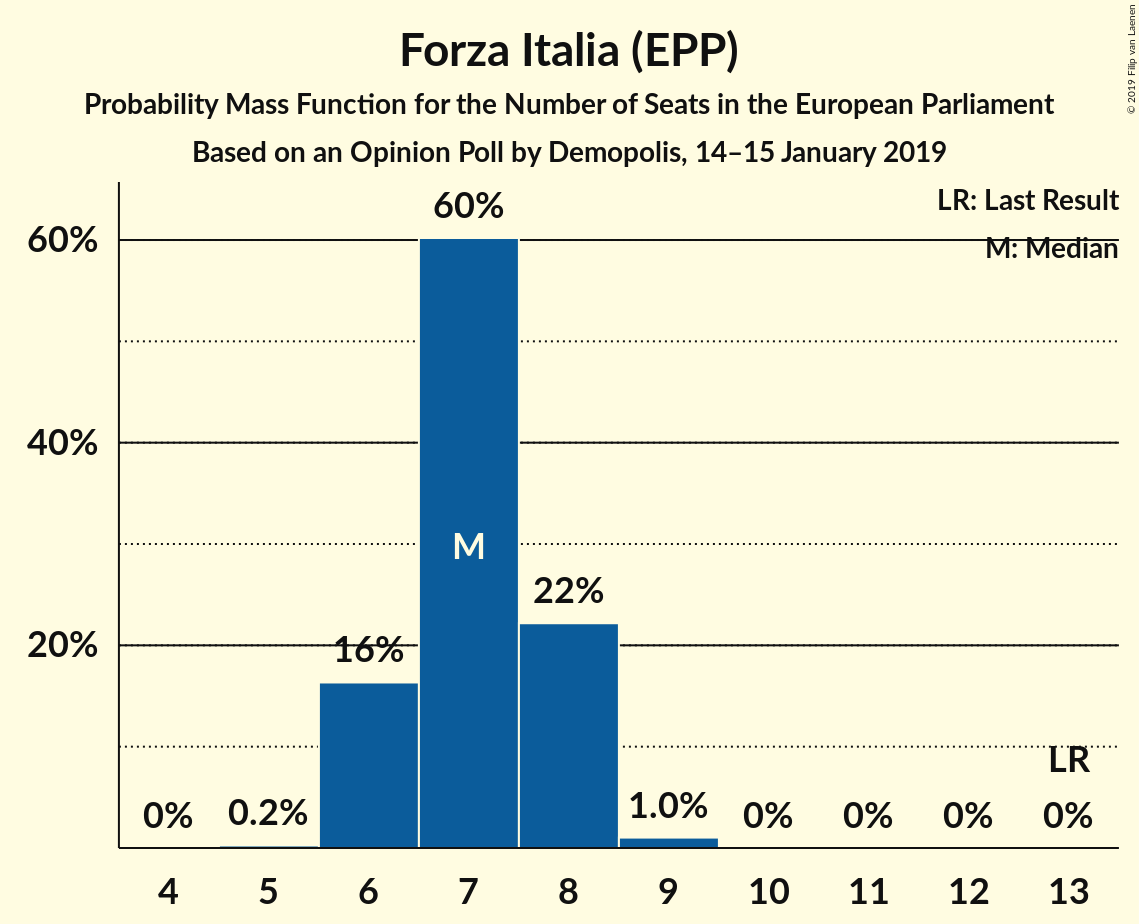 Forza Italia (EPP)
Probability Mass Function for the Number of Seats in the European Parliament
Based on an Opinion Poll by Demopolis, 14–15 January 2019
© 2019 Filip van Laenen
LR: Last Result
M: Median
60%
40%
20%
0%
0.2%
16%
60%
M
22%
1.0%
0%
0%
0%
LR
0%
4 5 6 7 8 9 10 11 12 13